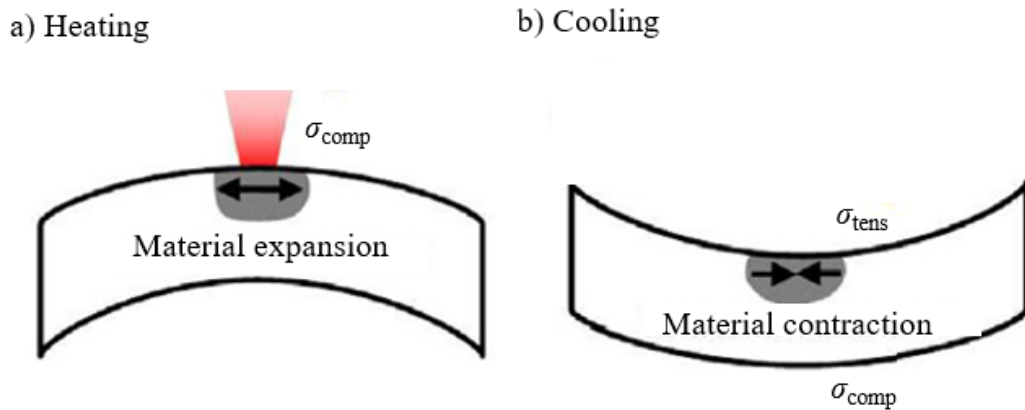 a) Heating
b) Cooling
σcomp
Material expansion
σtens
Material contraction
σcomp